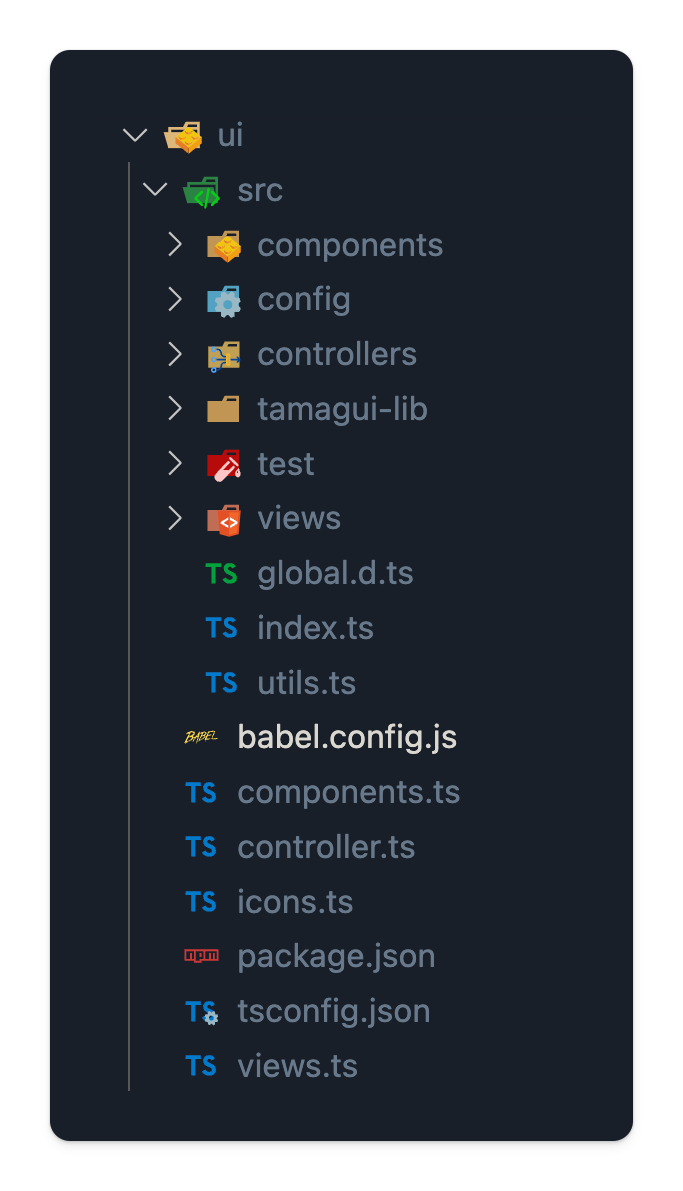 ui
src
components
config
controllers
tamagui-lib
test
views
TS global.d.ts
TS index.ts
TS utils.ts
BABEL babel.config.js
TS components.ts
TS controller.ts
TS icons.ts
npm package.json
TS tsconfig.json
TS views.ts